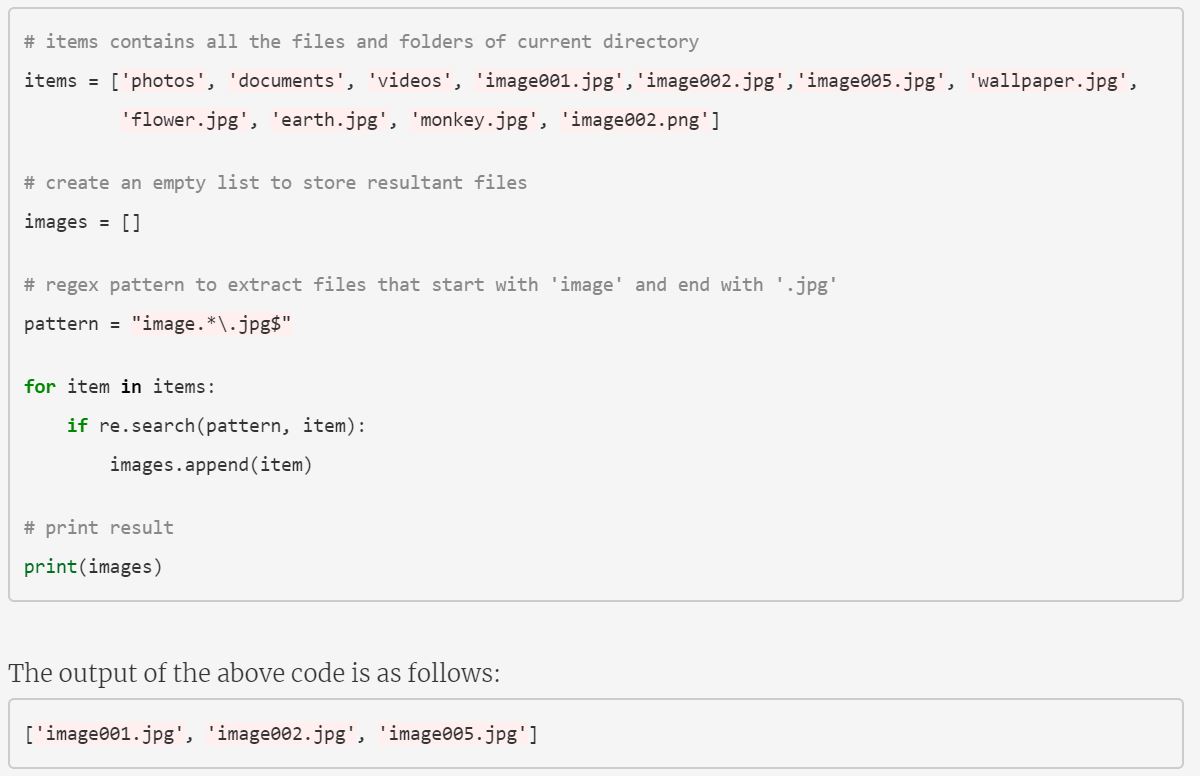 # items contains all the files and folders of current directory
items = ['photos', 'documents', 'videos', 'image001.jpg','image002.jpg','image005.jpg', 'wallpaper.jpg',
         'flower.jpg', 'earth.jpg', 'monkey.jpg', 'image002.png']
# create an empty list to store resultant files
images = []
# regex pattern to extract files that start with 'image' and end with '.jpg'
pattern = "image.*\.jpg$"
for item in items:
    if re.search(pattern, item):
        images.append(item)
# print result
print(images)
The output of the above code is as follows:
['image001.jpg', 'image002.jpg', 'image005.jpg']